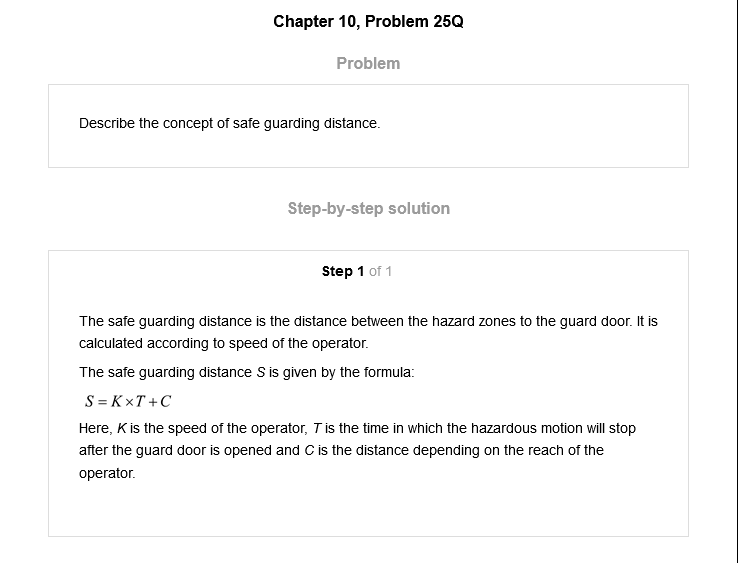 Chapter 10, Problem 25Q
Problem
Describe the concept of safe guarding distance.
Step-by-step solution
Step 1 of 1
The safe guarding distance is the distance between the hazard zones to the guard door. It is
calculated according to speed of the operator.
The safe guarding distance S is given by the formula:
S = K × T + C
Here, K is the speed of the operator, T is the time in which the hazardous motion will stop
after the guard door is opened and C is the distance depending on the reach of the
operator.